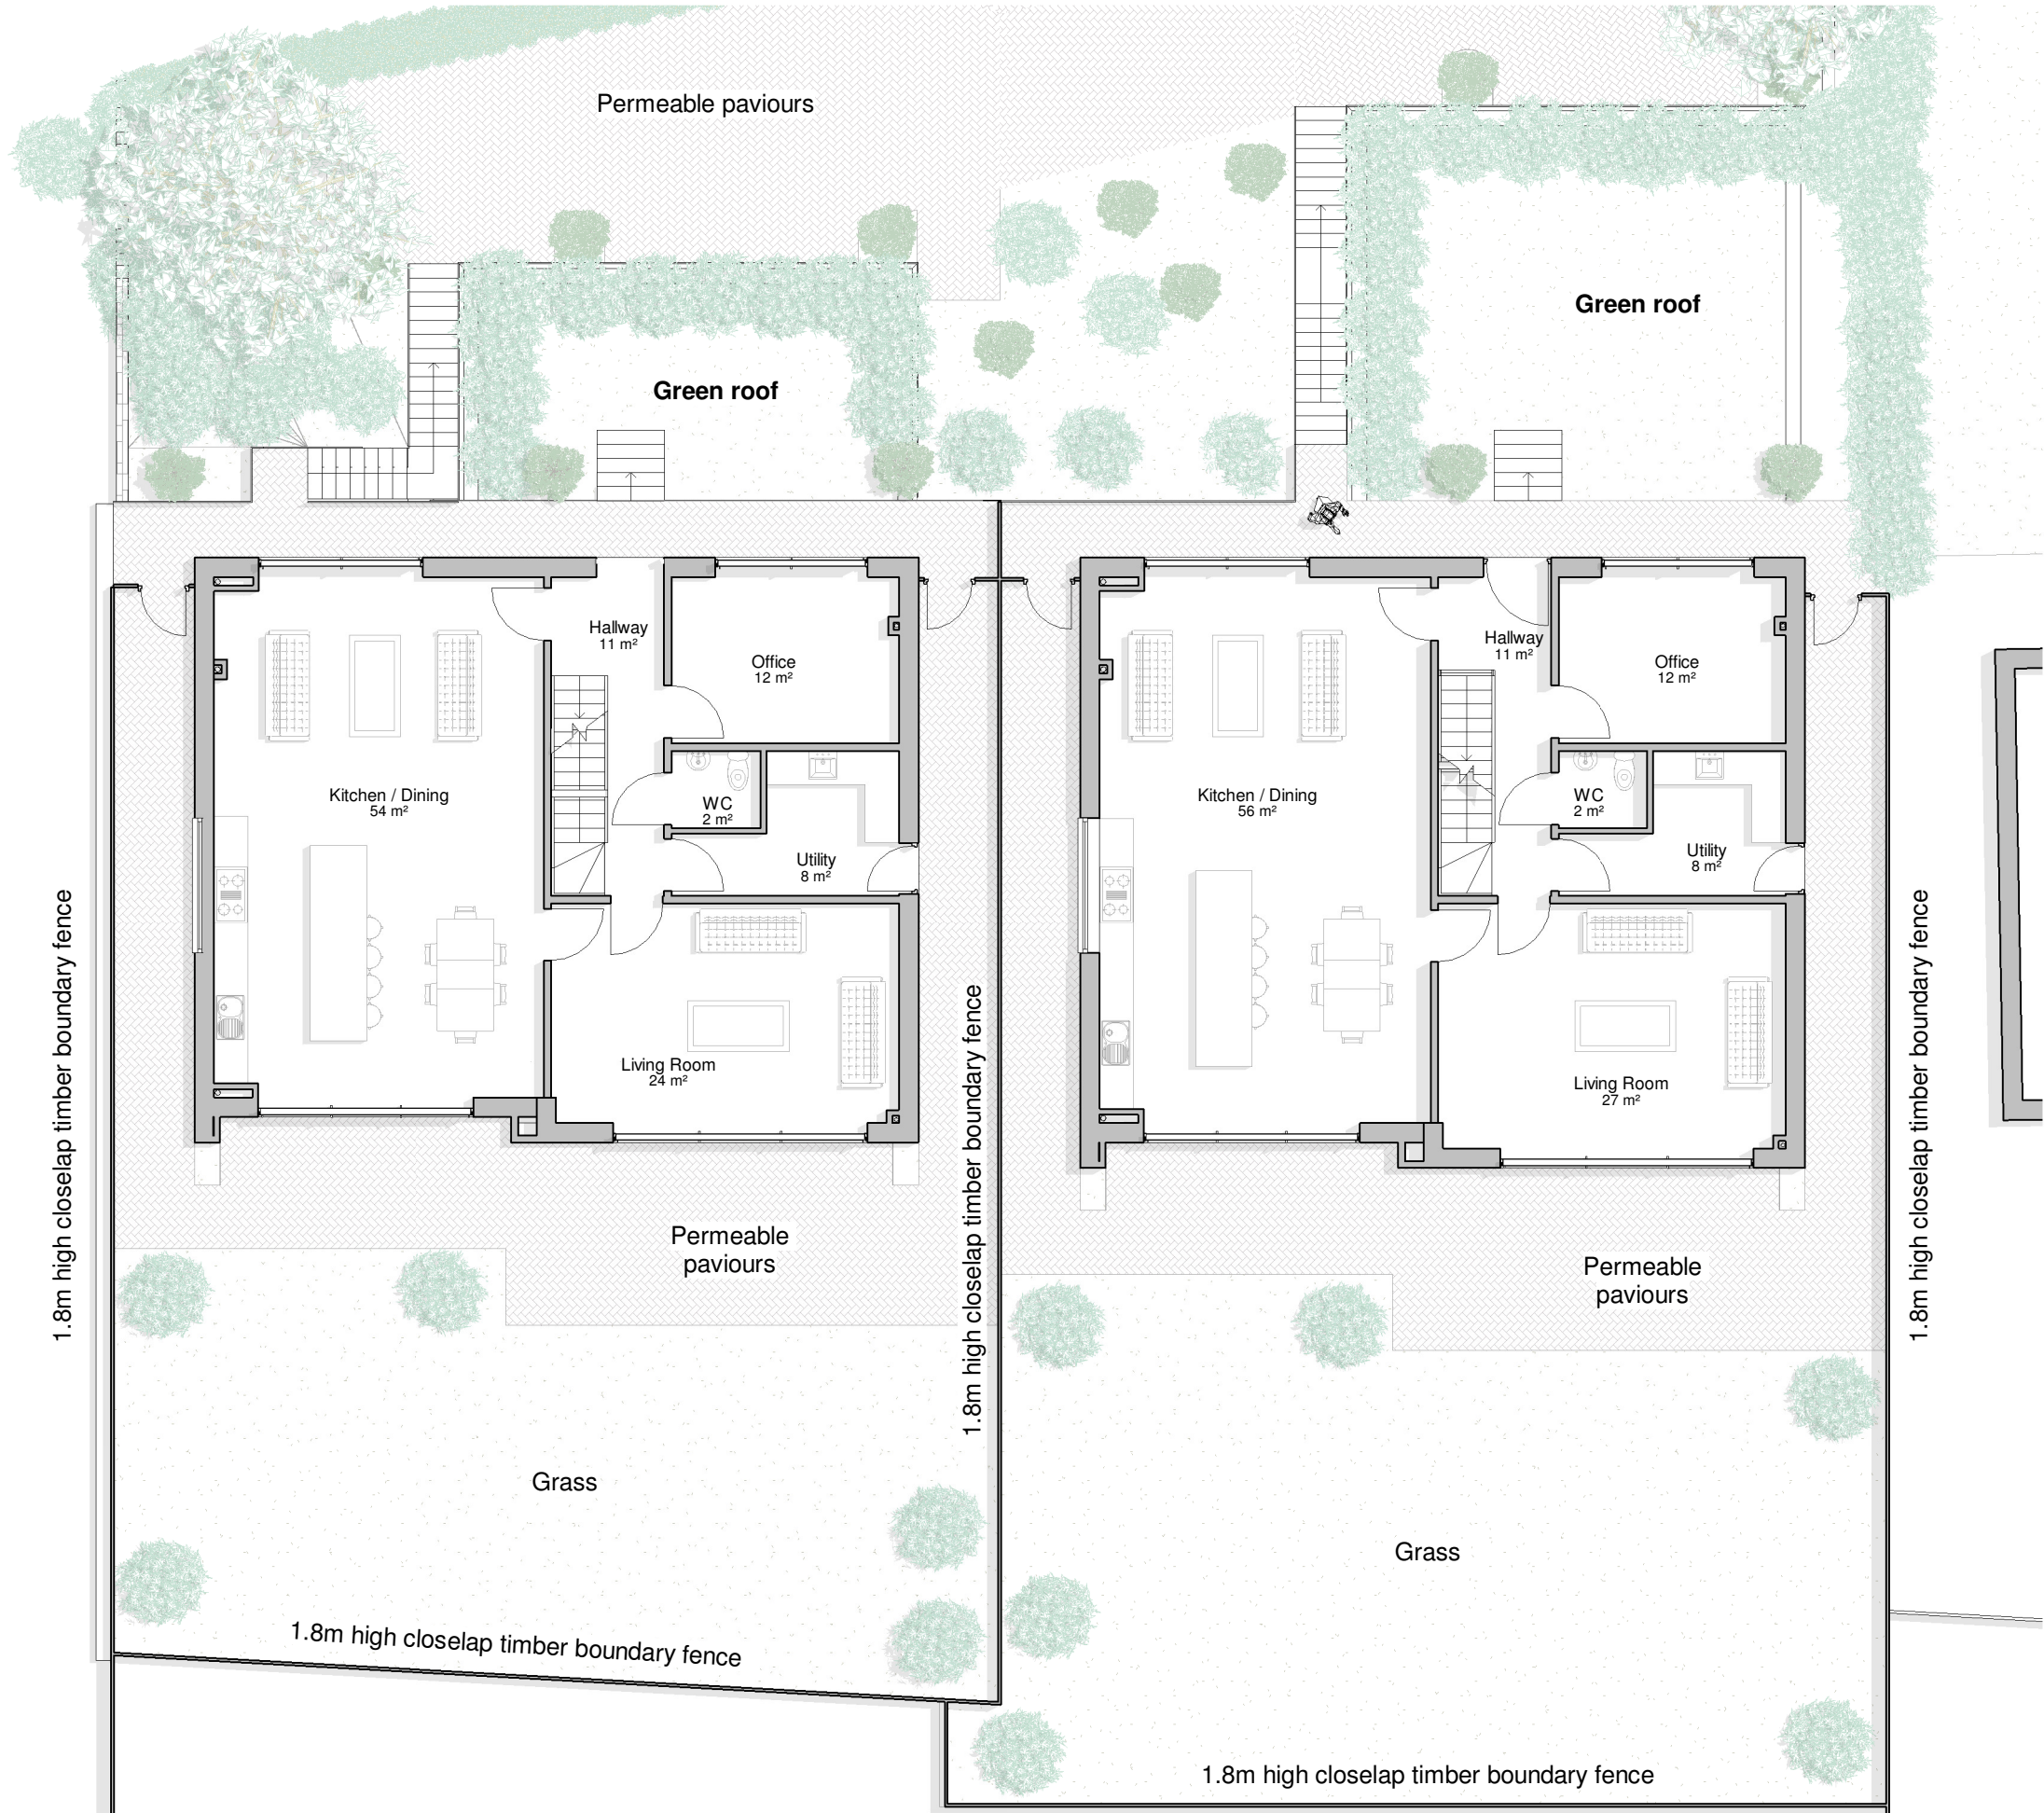 Permeable paviours
Green roof
Green roof
Hallway
11 m²
Office
12 m²
Kitchen / Dining
54 m²
WC
2 m²
Utility
8 m²
Living Room
24 m²
Hallway
11 m²
Office
12 m²
Kitchen / Dining
56 m²
WC
2 m²
Utility
8 m²
Living Room
27 m²
1.8m high closelap timber boundary fence
1.8m high closelap timber boundary fence
1.8m high closelap timber boundary fence
Permeable
paviours
Permeable
paviours
Grass
Grass
1.8m high closelap timber boundary fence
1.8m high closelap timber boundary fence